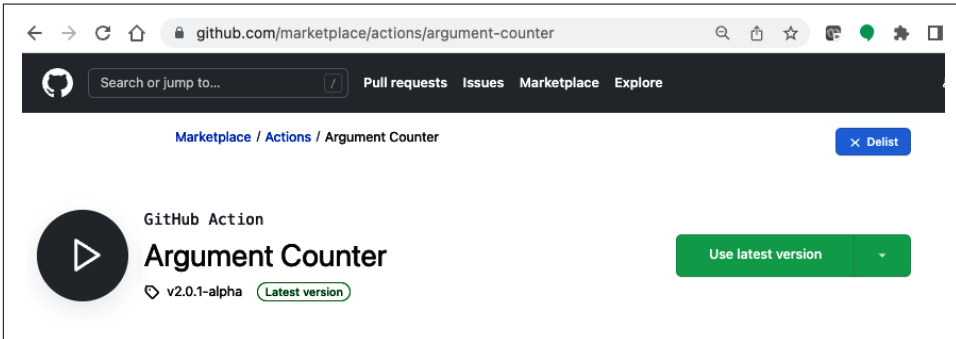 github.com/marketplace/actions/argument-counter
Search or jump to... / Pull requests Issues Marketplace Explore
Marketplace / Actions / Argument Counter
× Delist
GitHub Action
Argument Counter
Use latest version
v2.0.1-alpha Latest version